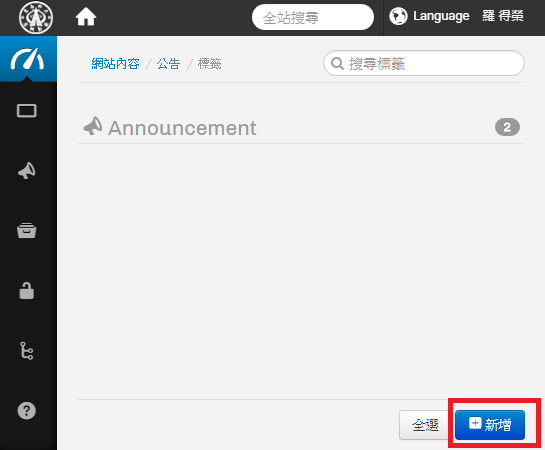 全站搜尋
Language 羅 得榮
網站內容 / 公告 / 標籤
搜尋標籤
Announcement 2
全選 新增